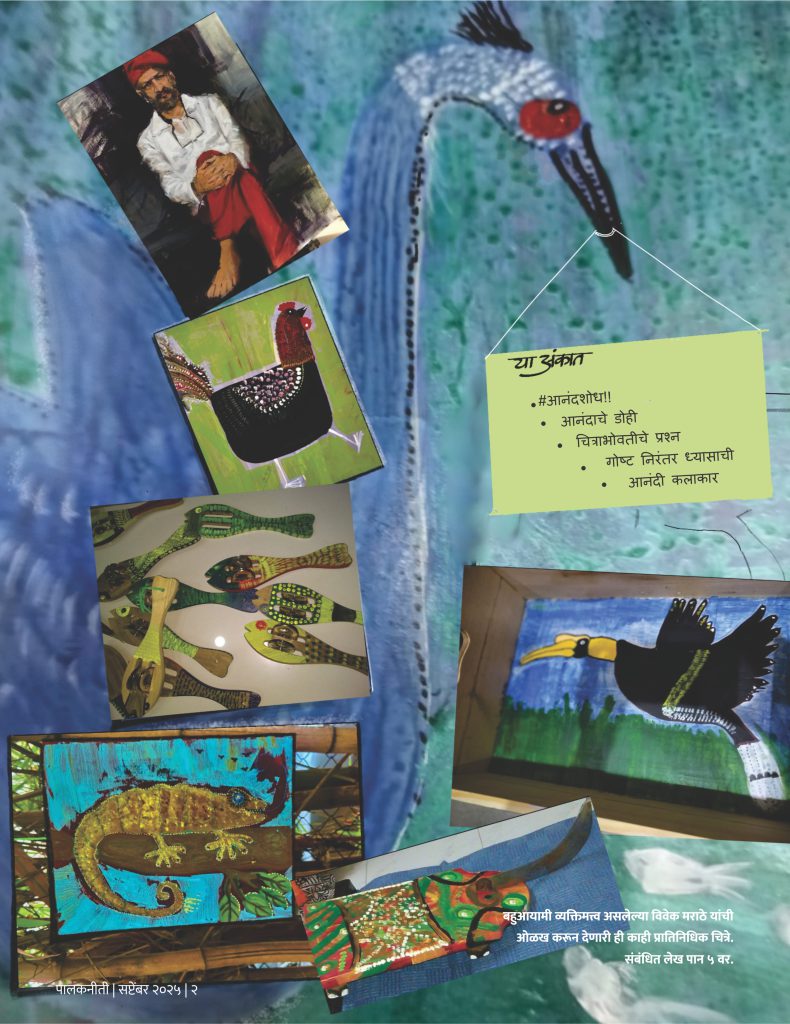 या अंकात
• #आनंदशोध!!
• आनंदाचे डोही
• चित्राभोवतीचे प्रश्न
• गोष्ट निरंतर ध्यासाची
• आनंदी कलाकार
बहुआयामी व्यक्तिमत्त्व असलेल्या विवेक मराठे यांची
ओळख करून देणारी ही काही प्रातिनिधिक चित्रे.
संबंधित लेख पान ५ वर.
पालकनीती | सप्टेंबर २०२५ | २